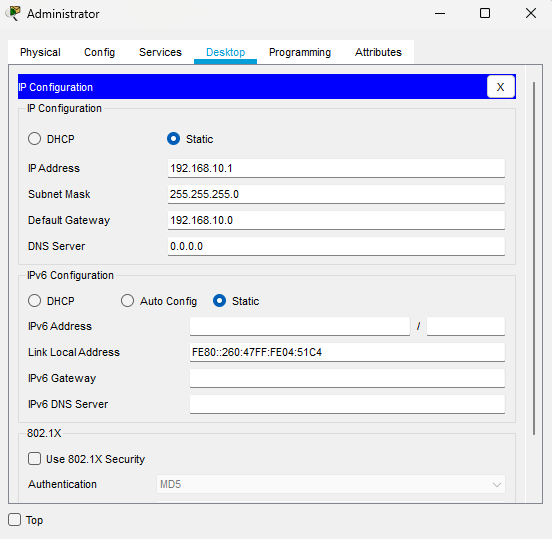 Administrator
Physical Config Services Desktop Programming Attributes
IP Configuration X
IP Configuration
DHCP Static
IP Address 192.168.10.1
Subnet Mask 255.255.255.0
Default Gateway 192.168.10.0
DNS Server 0.0.0.0
IPv6 Configuration
DHCP Auto Config Static
IPv6 Address /
Link Local Address FE80::260:47FF:FE04:51C4
IPv6 Gateway
IPv6 DNS Server
802.1X
Use 802.1X Security
Authentication MD5
Top